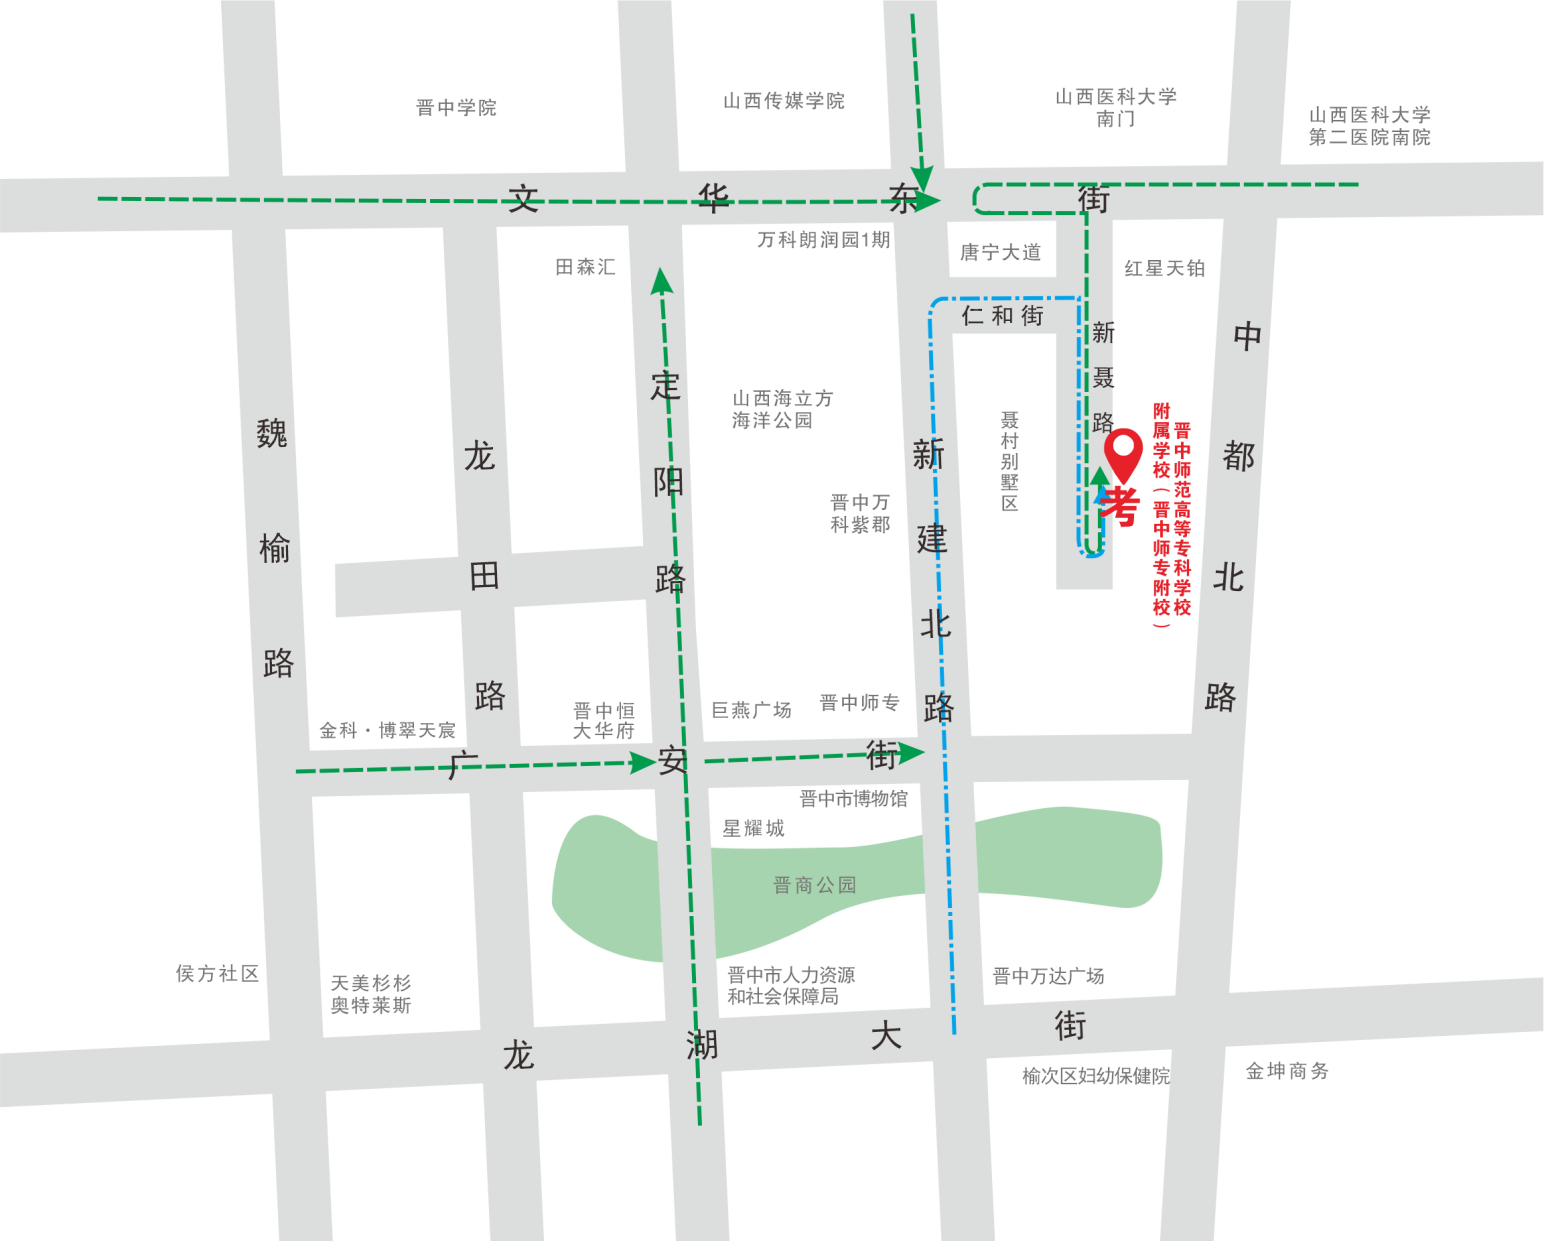 晋中学院
山西传媒学院
山西医科大学
南门
山西医科大学
第二医院南院
文华东街
万科朗润园1期
田森汇
唐宁大道
红星天铂
仁和街
新聂路
中都北路
魏榆路
龙田路
定阳路
山西海立方
海洋公园
新建北路
聂村别墅区
晋中万
科紫郡
考
晋中师范高等专科学校
附属学校（晋中师专附校）
金科·博翠天宸
晋中恒
大华府
巨燕广场
晋中师专
广安街
晋中市博物馆
星耀城
晋商公园
侯方社区
天美杉杉
奥特莱斯
晋中市人力资源
和社会保障局
晋中万达广场
龙湖大街
榆次区妇幼保健院
金坤商务